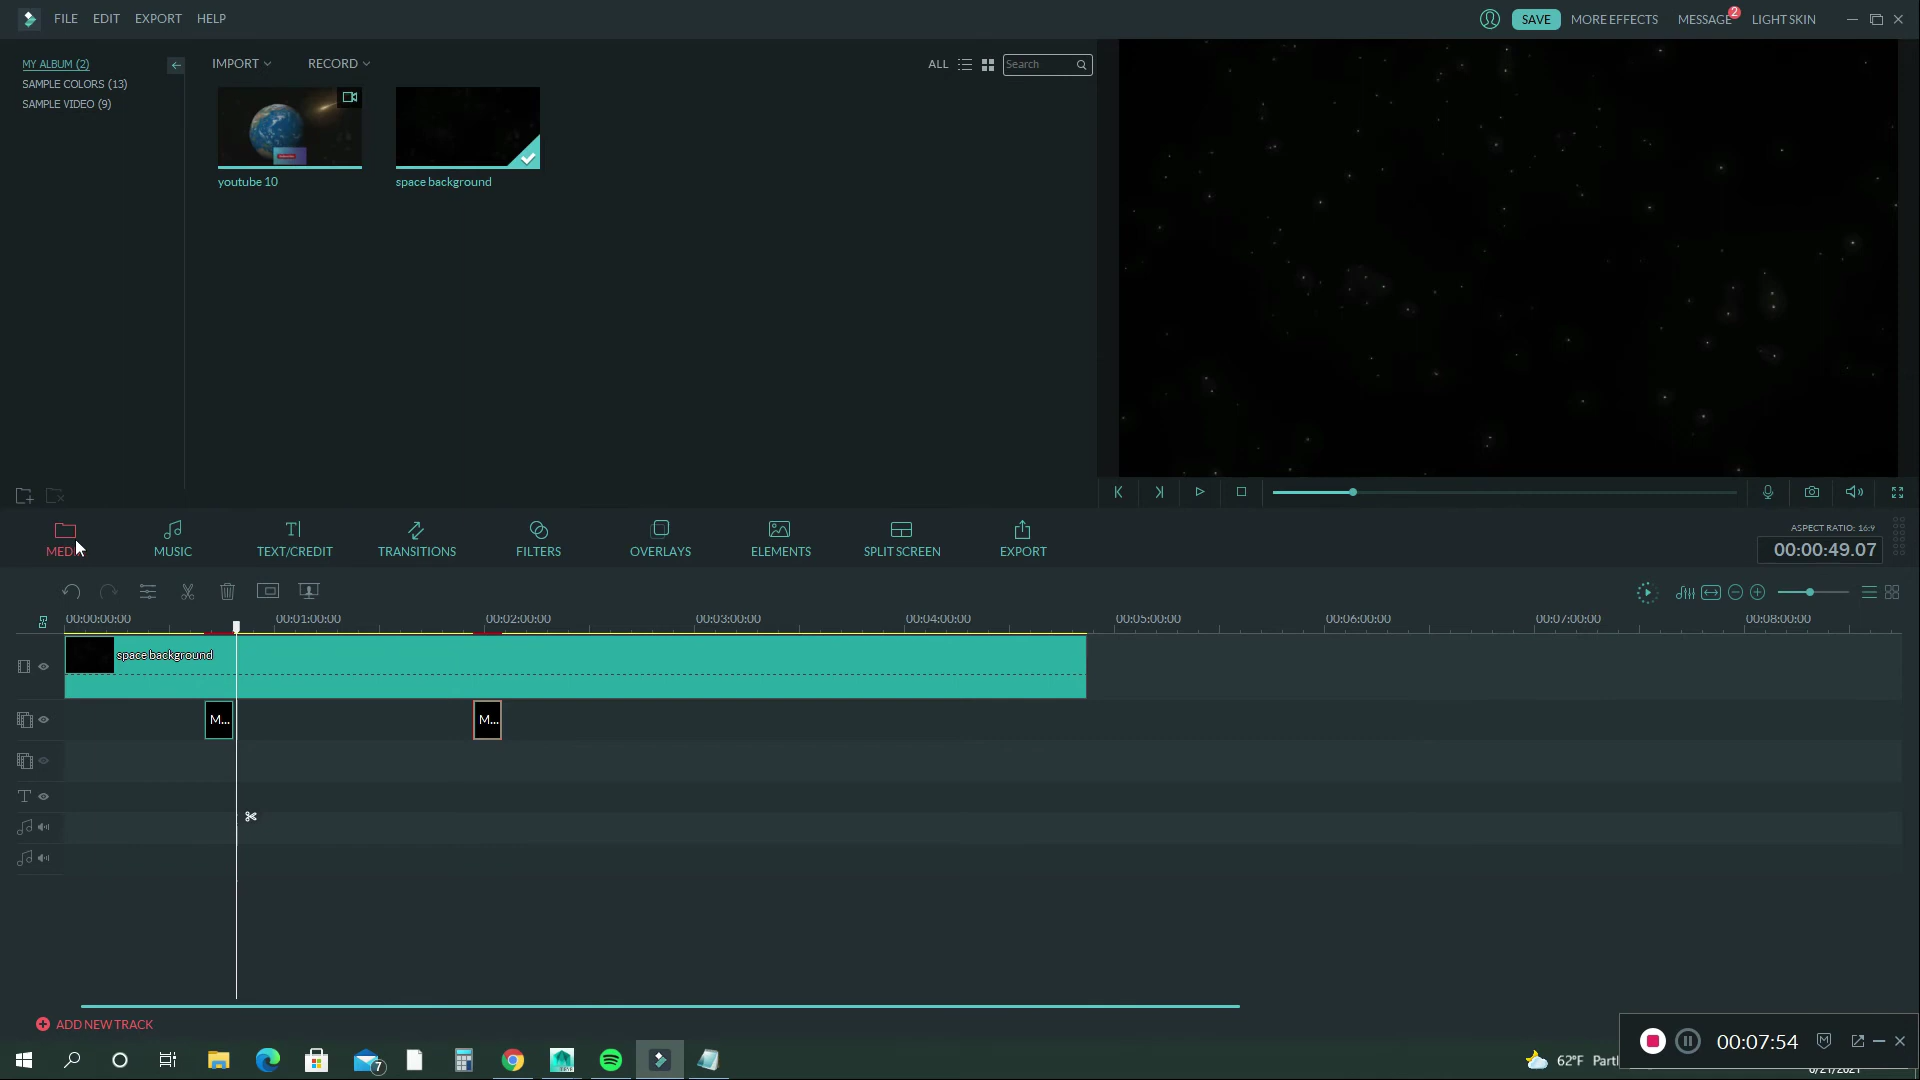 FILE EDIT EXPORT HELP
SAVE MORE EFFECTS MESSAGE 2 LIGHT SKIN
MY ALBUM (2)
SAMPLE COLORS (13)
SAMPLE VIDEO (9)
IMPORT RECORD
ALL Search
youtube 10 space background
MEDI MUSIC TEXT/CREDIT TRANSITIONS FILTERS OVERLAYS ELEMENTS SPLIT SCREEN EXPORT
ASPECT RATIO: 16:9
00:00:49.07
00:00:00:00 00:01:00:00 00:02:00:00 00:03:00:00 00:04:00:00 00:05:00:00 00:06:00:00 00:07:00:00 00:08:00:00
space background
M... M...
ADD NEW TRACK
7
62°F Partl
00:07:54